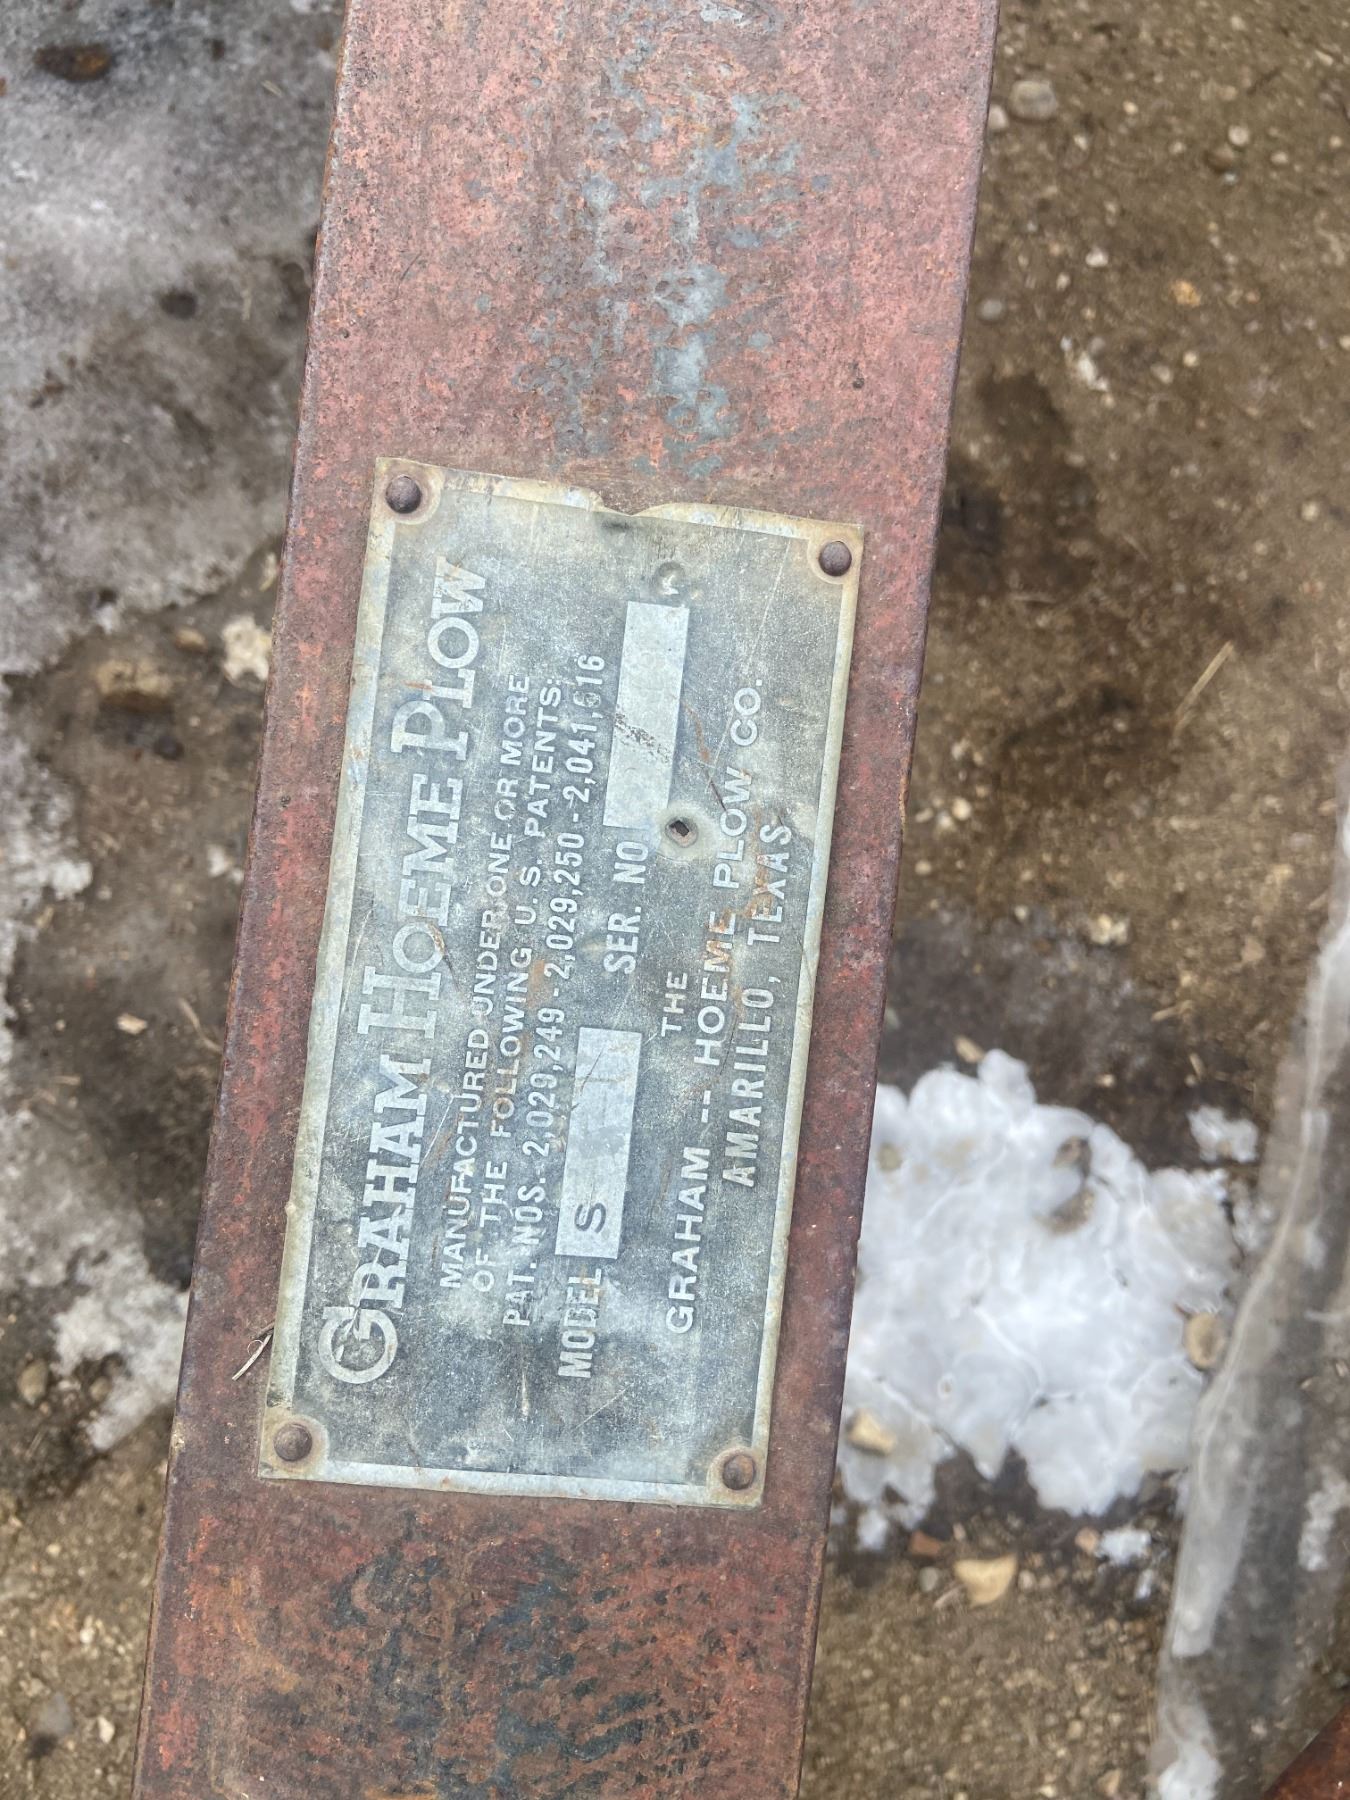 GRAHAM HOEME PLOW
MANUFACTURED UNDER ONE OR MORE
OF THE FOLLOWING U.S. PATENTS:
PAT. NOS. 2,029,249 - 2,029,250 - 2,041,616
MODEL S SER. NO.
THE
GRAHAM -- HOEME PLOW CO.
AMARILLO, TEXAS